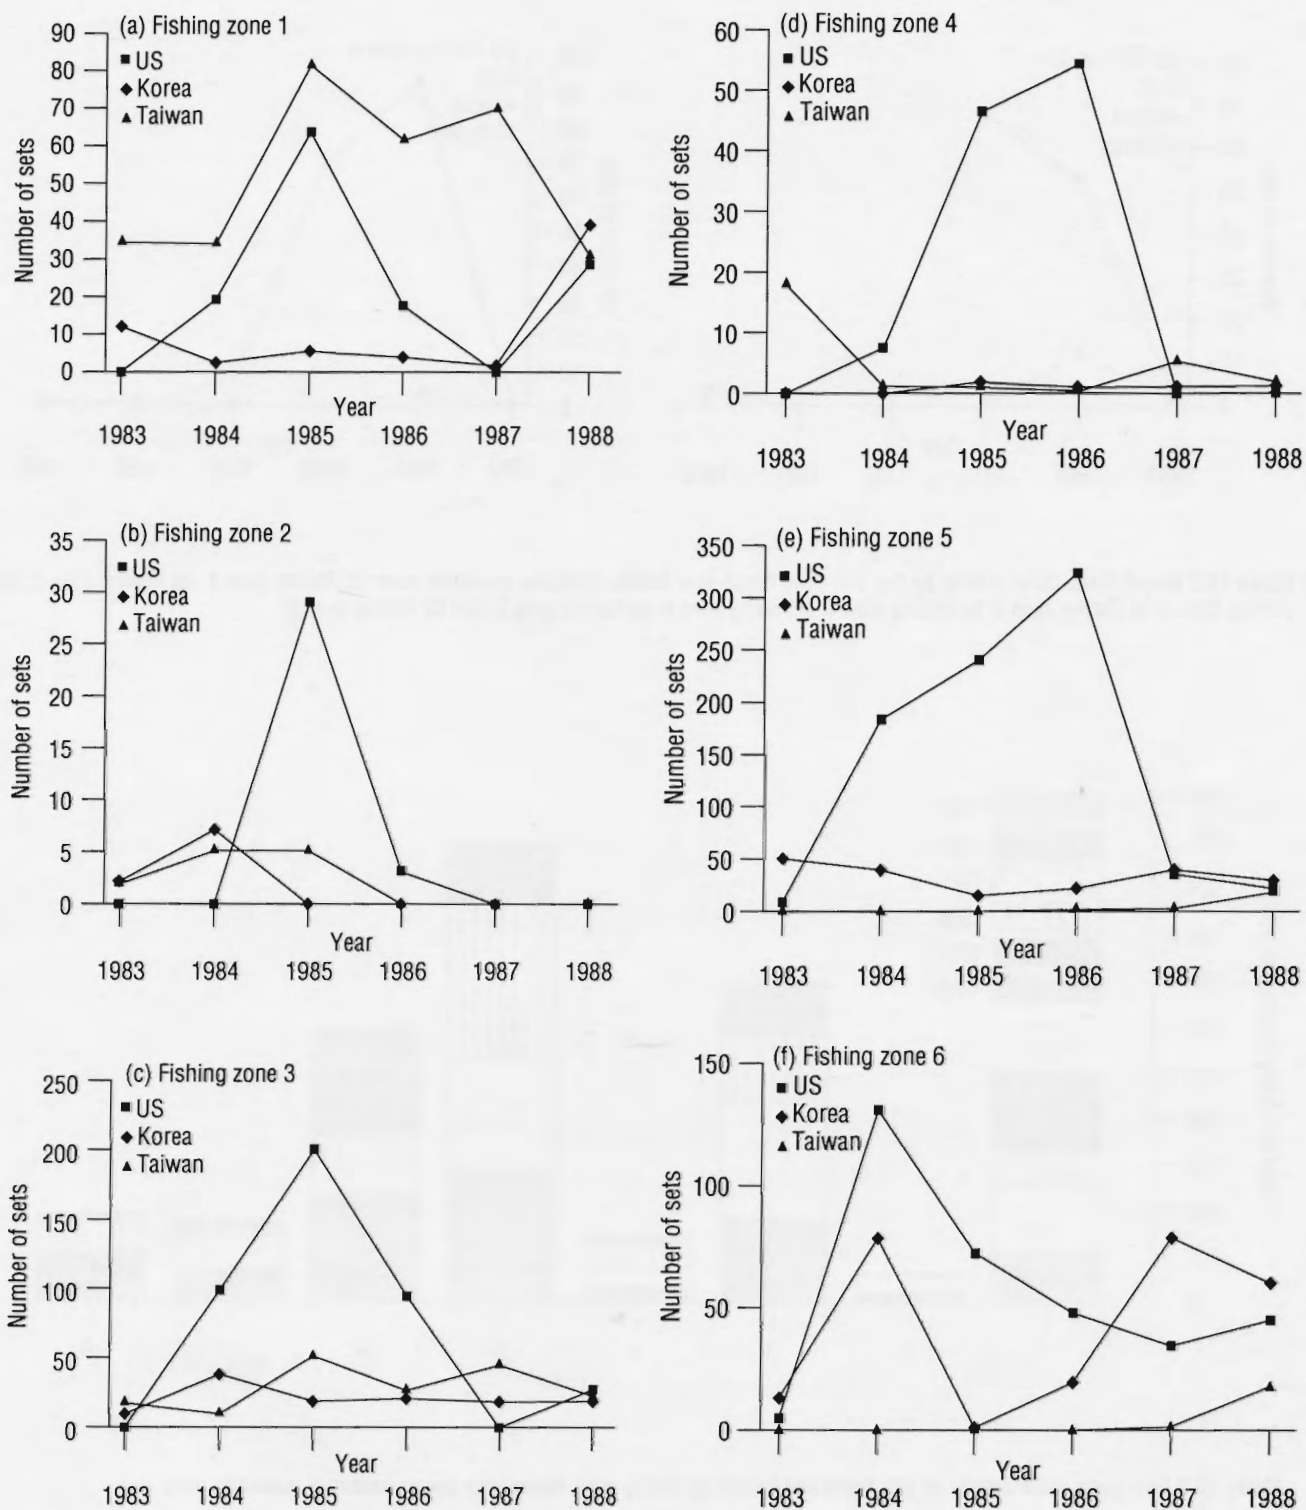 (a) Fishing zone 1
US
Korea
Taiwan
Number of sets
90
80
70
60
50
40
30
20
10
0
Year
1983 1984 1985 1986 1987 1988
(b) Fishing zone 2
US
Korea
Taiwan
Number of sets
35
30
25
20
15
10
5
0
Year
1983 1984 1985 1986 1987 1988
(c) Fishing zone 3
US
Korea
Taiwan
Number of sets
250
200
150
100
50
0
Year
1983 1984 1985 1986 1987 1988
(d) Fishing zone 4
US
Korea
Taiwan
Number of sets
60
50
40
30
20
10
0
Year
1983 1984 1985 1986 1987 1988
(e) Fishing zone 5
US
Korea
Taiwan
Number of sets
350
300
250
200
150
100
50
0
Year
1983 1984 1985 1986 1987 1988
(f) Fishing zone 6
US
Korea
Taiwan
Number of sets
150
100
50
0
Year
1983 1984 1985 1986 1987 1988